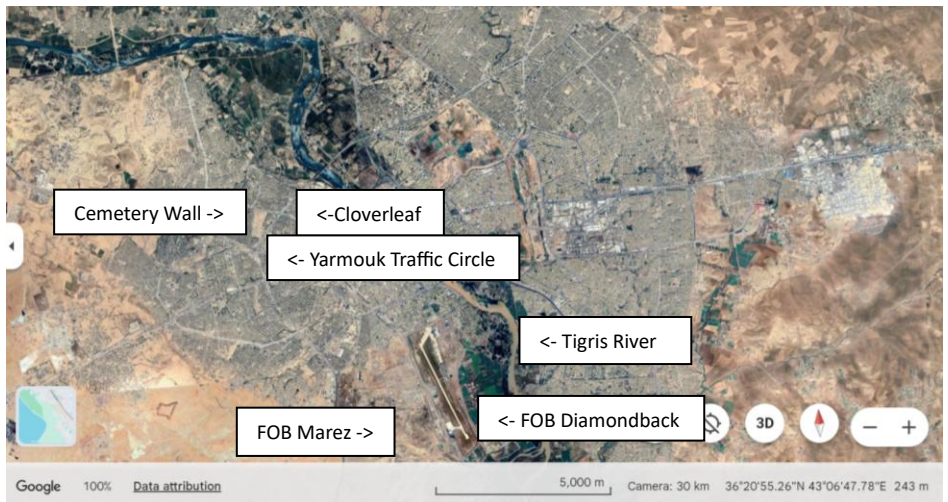 Cemetery Wall ->
<-Cloverleaf
<- Yarmouk Traffic Circle
<- Tigris River
<- FOB Diamondback
FOB Marez ->
3D
Google 100% Data attribution 5,000 m Camera: 30 km 36°20'55.26"N 43°06'47.78"E 243 m